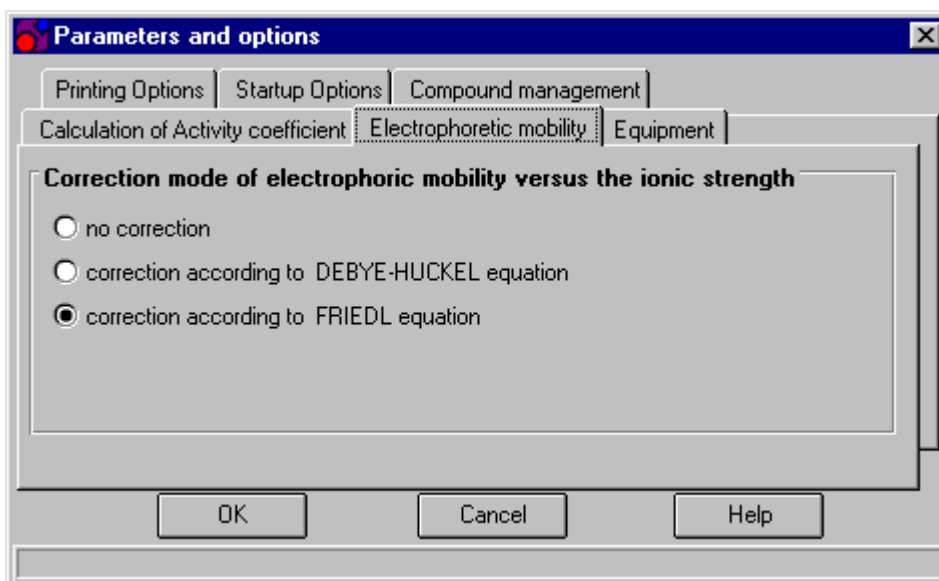 Parameters and options
Printing Options Startup Options Compound management
Calculation of Activity coefficient Electrophoretic mobility Equipment
Correction mode of electrophoric mobility versus the ionic strength
no correction
correction according to DEBYE-HUCKEL equation
correction according to FRIEDL equation
OK Cancel Help